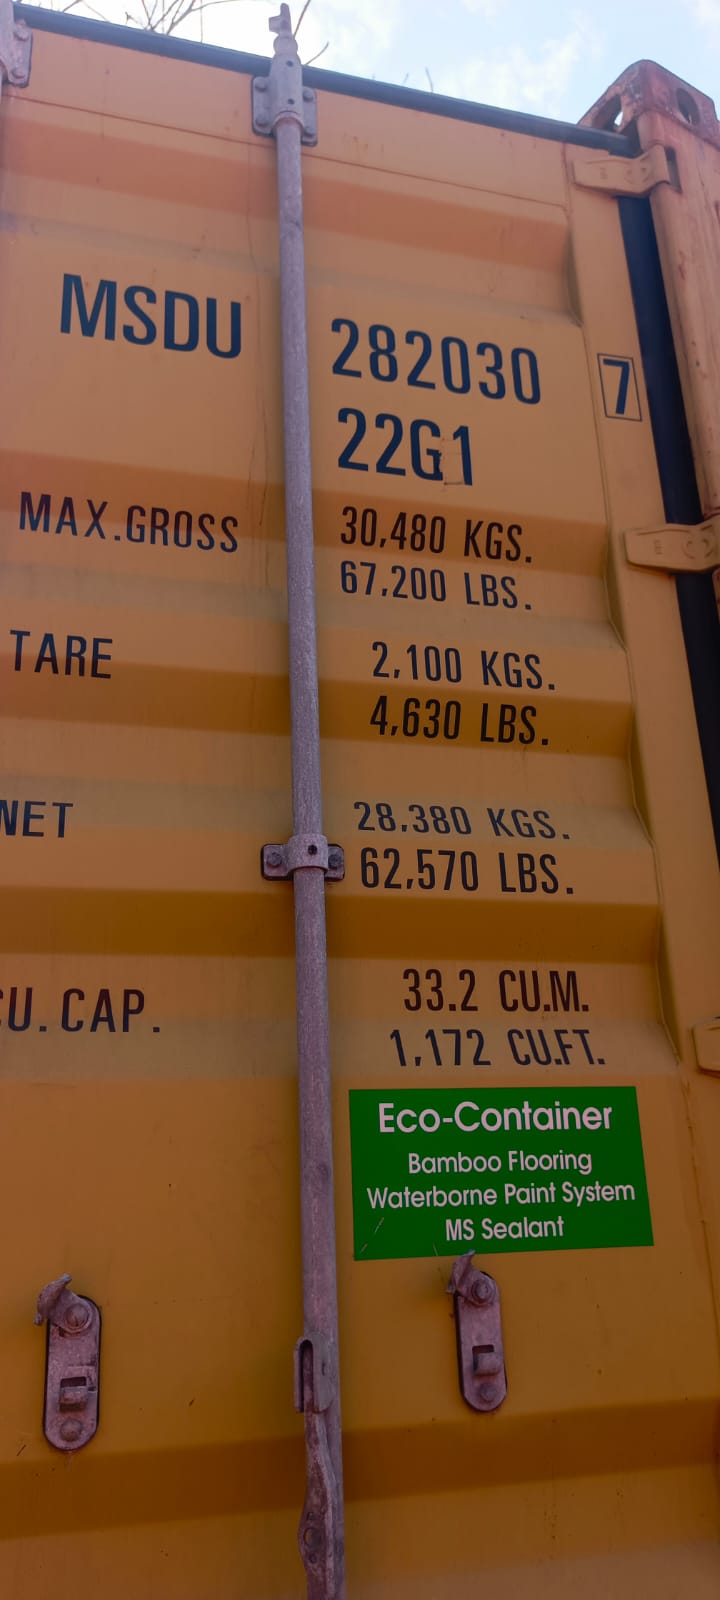 MSDU 282030 7
22G1
MAX.GROSS 30,480 KGS.
67,200 LBS.
TARE 2,100 KGS.
4,630 LBS.
NET 28,380 KGS.
62,570 LBS.
CU.CAP. 33.2 CU.M.
1,172 CU.FT.
Eco-Container
Bamboo Flooring
Waterborne Paint System
MS Sealant